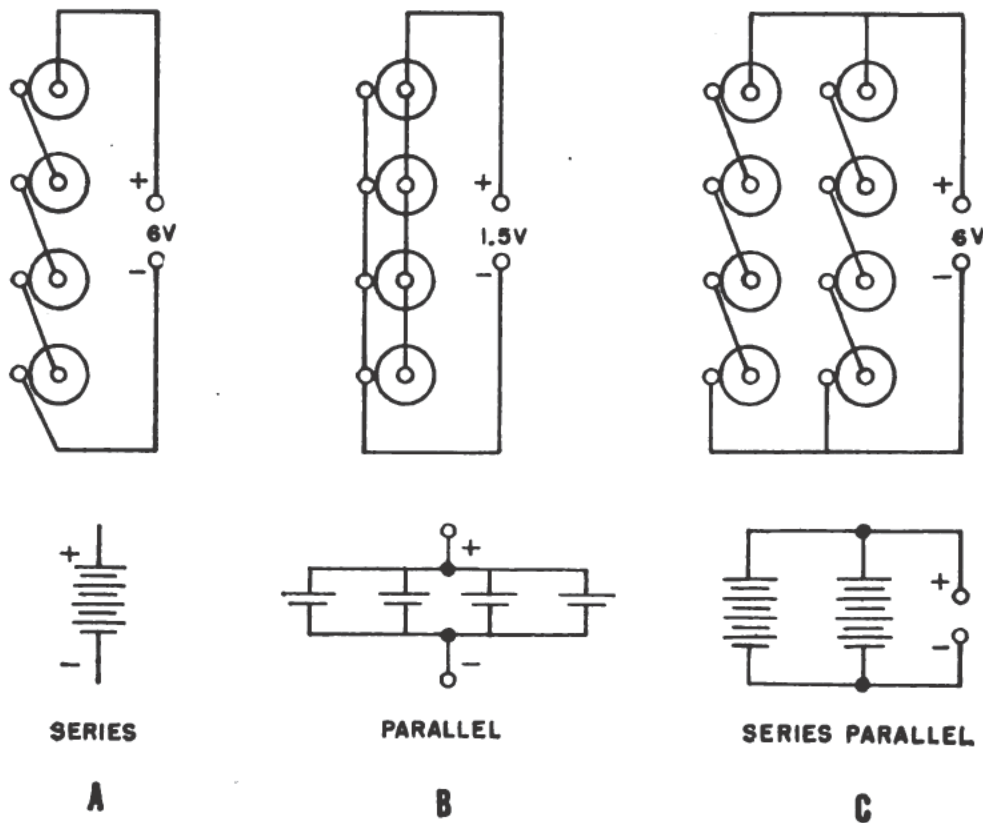 +
6V
-
+
1.5V
-
+
6V
-
+
-
SERIES
A
+
-
PARALLEL
B
+
-
SERIES PARALLEL
C